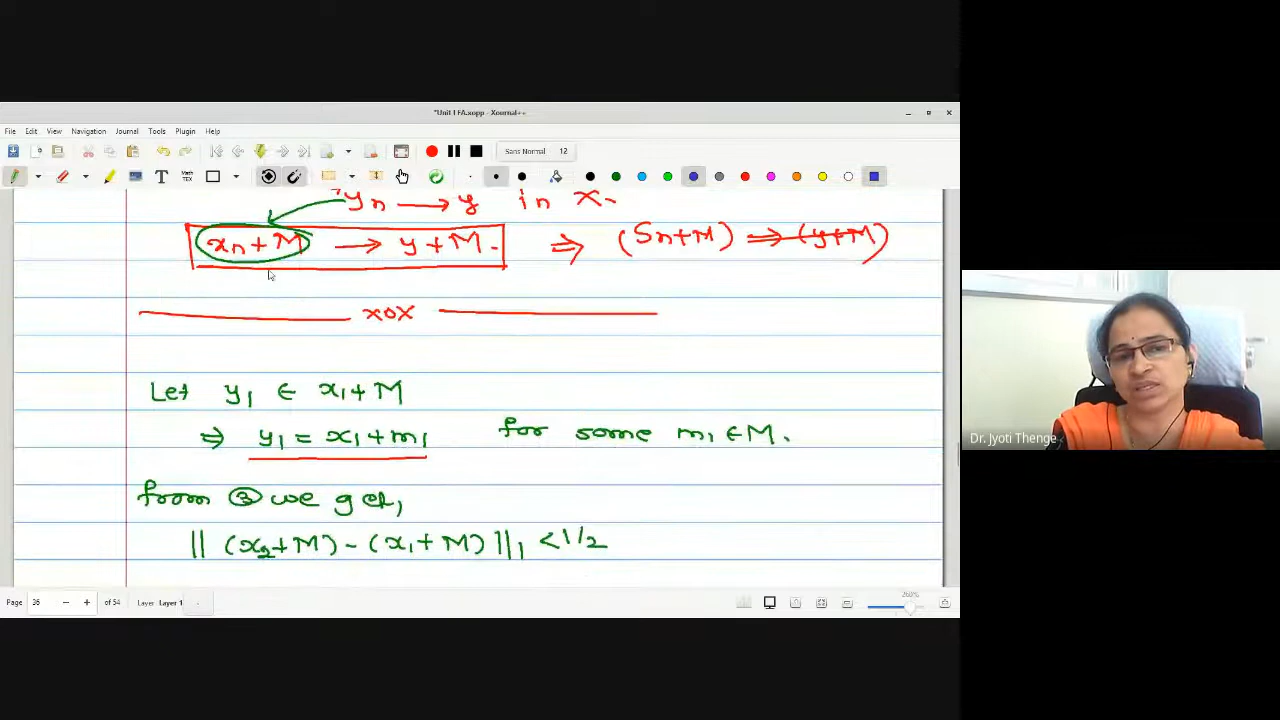 *Unit I FA.xopp - Xournal++
File Edit View Navigation Journal Tools Plugin Help
Sans Normal 12
yn → y in X.
xn+M → y+M. ⇒ (Sn+M) ⇒ (y+M)
xox
Let y1 ∈ x1+M
⇒ y1 = x1+m1 for some m1 ∈ M.
from ③ we get,
|| (x2+M) - (x1+M) ||1 < 1/2
Page 36 of 54 Layer Layer 1
260%
Dr. Jyoti Thenge